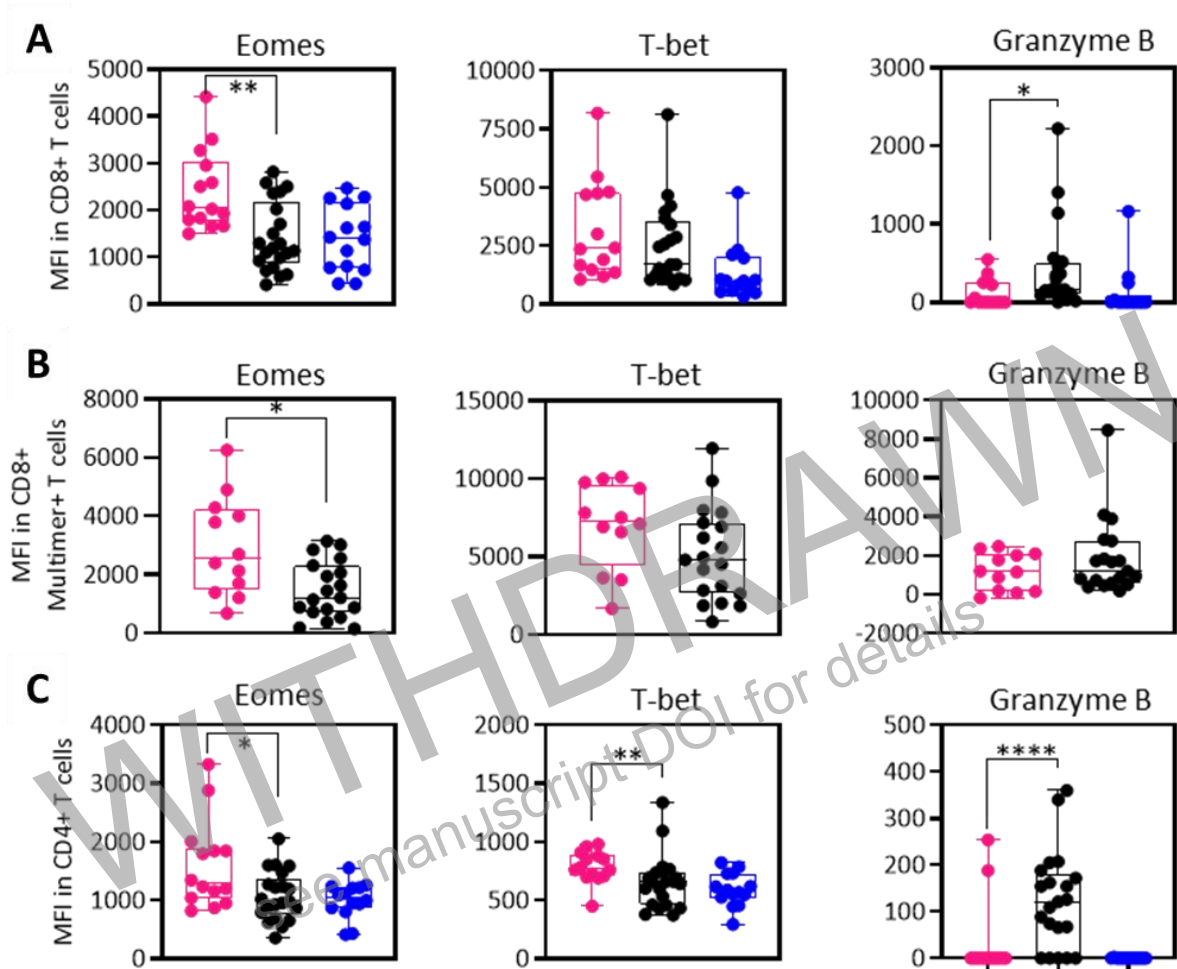 A
Eomes
T-bet
Granzyme B
MFI in CD8+ T cells
5000
4000
3000
2000
1000
0
**
10000
7500
5000
2500
0
3000
2000
1000
0
*
B
Eomes
T-bet
Granzyme B
MFI in CD8+
Multimer+ T cells
8000
6000
4000
2000
0
*
15000
10000
5000
0
10000
8000
6000
4000
2000
0
-2000
C
Eomes
T-bet
Granzyme B
MFI in CD4+ T cells
4000
3000
2000
1000
0
*
2000
1500
1000
500
0
**
500
400
300
200
100
0
****
WITHDRAWN
see manuscript DOI for details